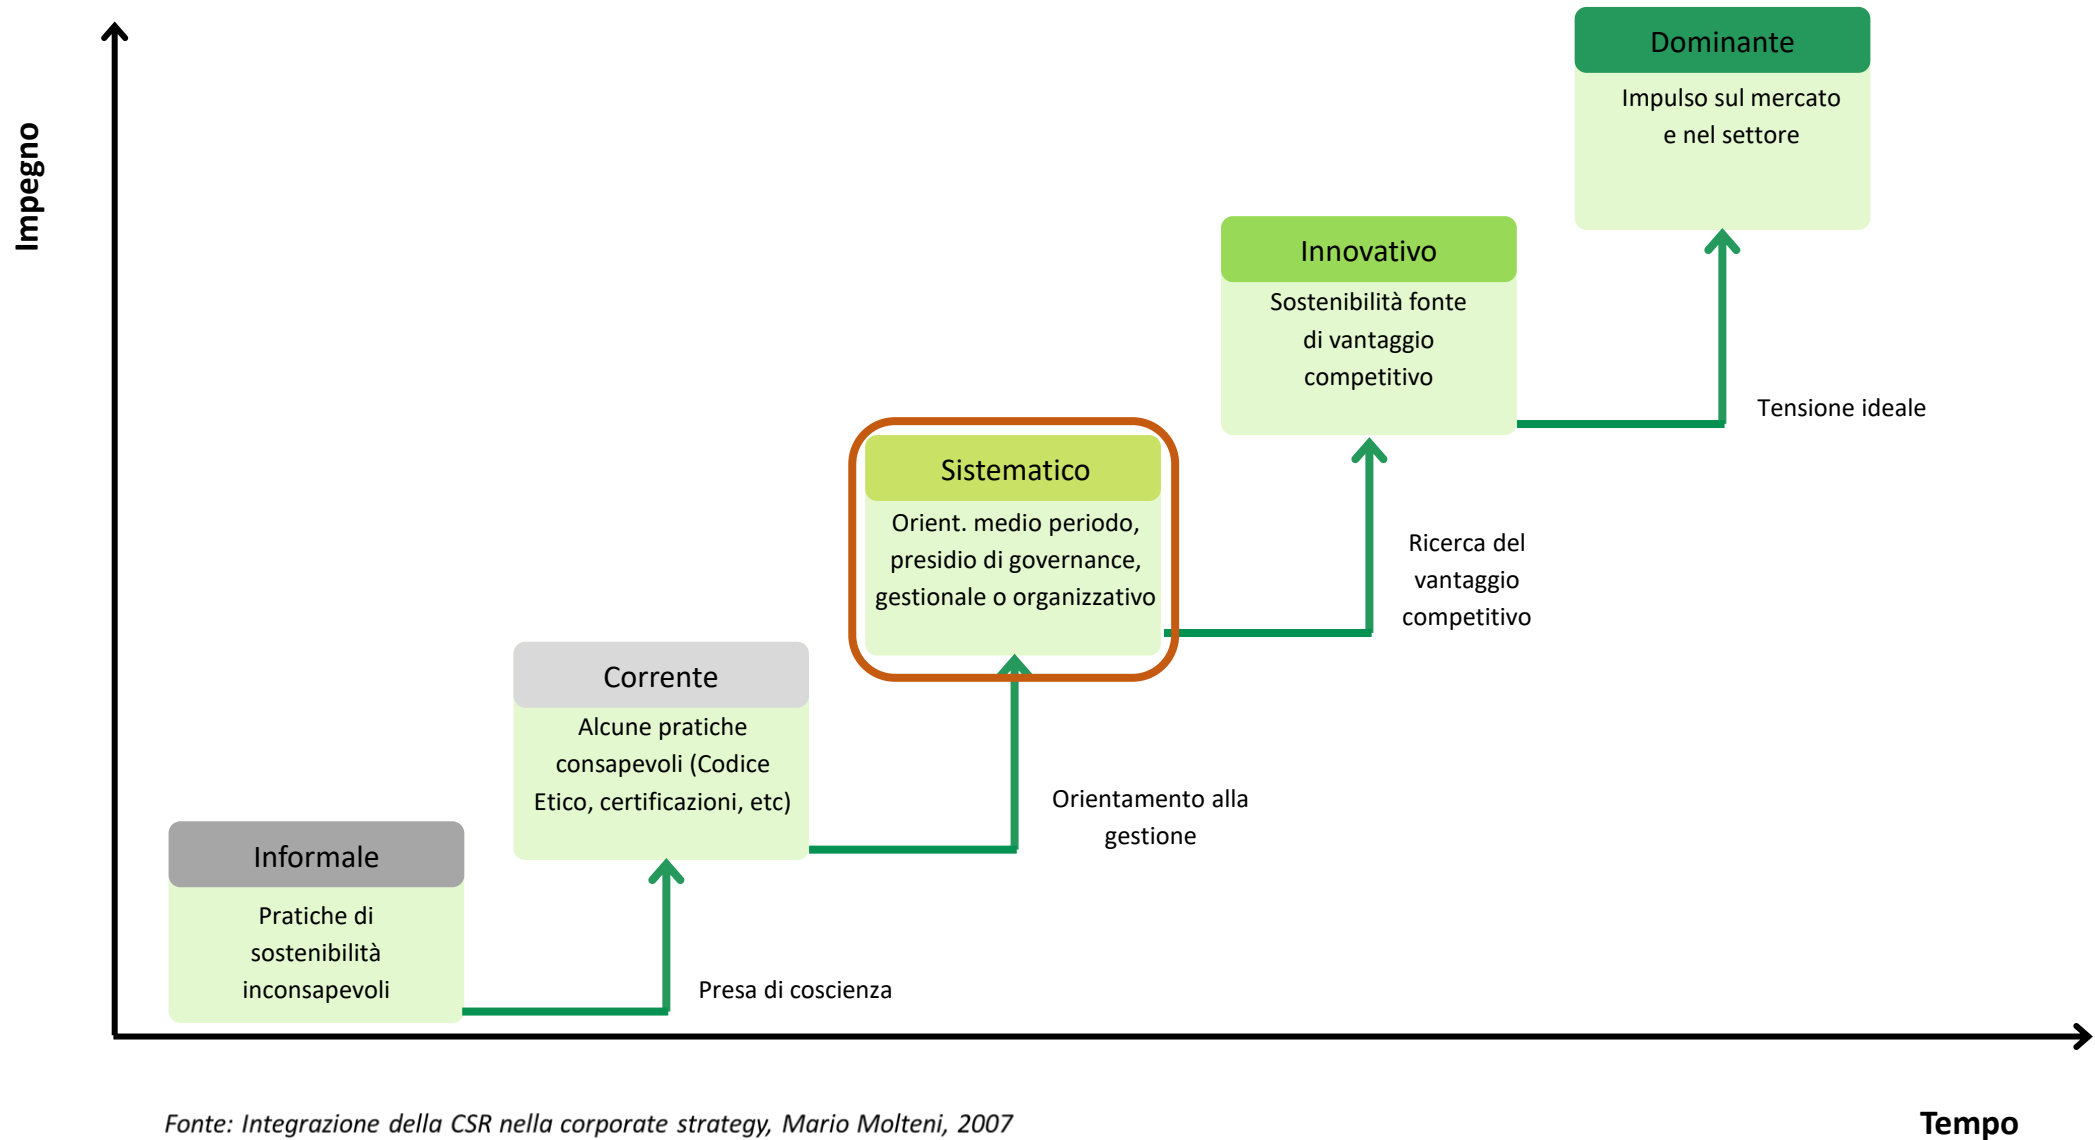 Impegno
Dominante
Impulso sul mercato
e nel settore
Innovativo
Sostenibilità fonte
di vantaggio
competitivo
Tensione ideale
Sistematico
Orient. medio periodo,
presidio di governance,
gestionale o organizzativo
Ricerca del
vantaggio
competitivo
Corrente
Alcune pratiche
consapevoli (Codice
Etico, certificazioni, etc)
Orientamento alla
gestione
Informale
Pratiche di
sostenibilità
inconsapevoli
Presa di coscienza
Fonte: Integrazione della CSR nella corporate strategy, Mario Molteni, 2007
Tempo